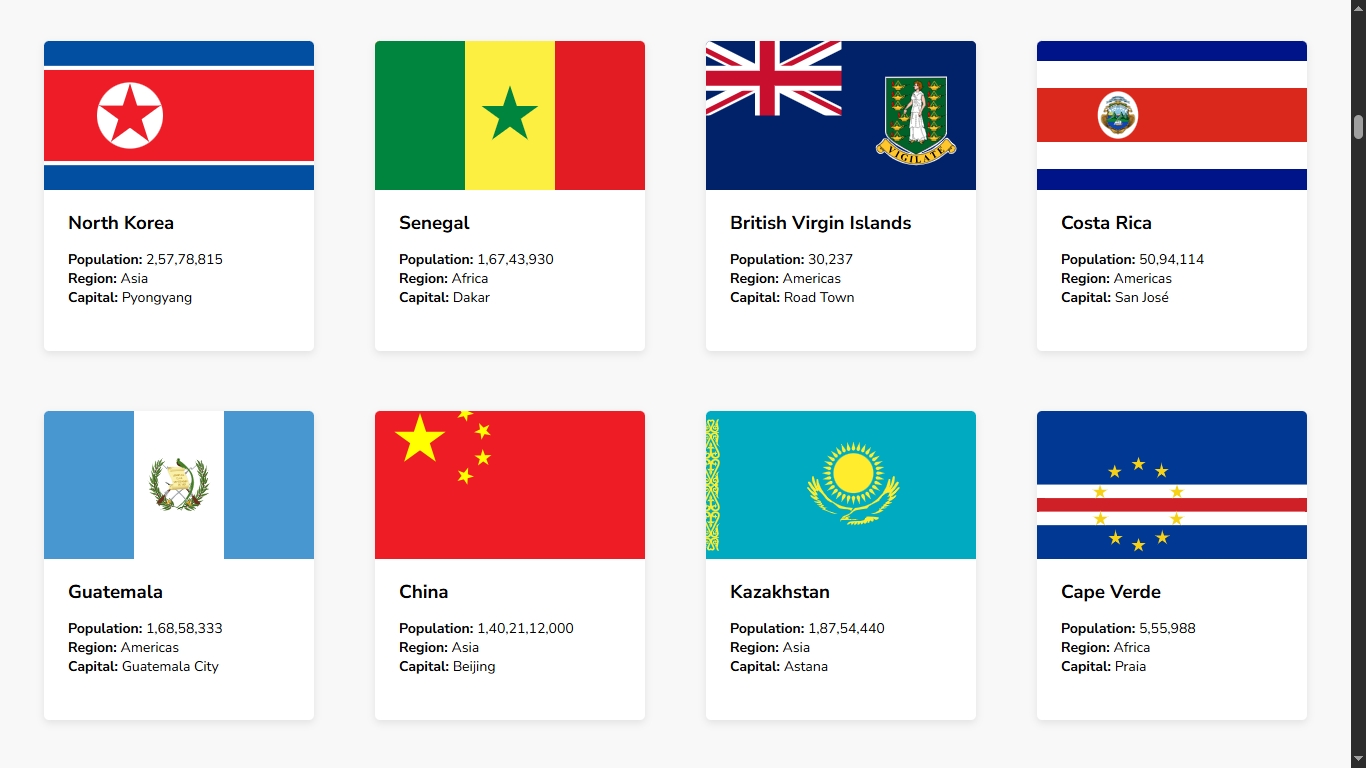 VIGILATE
North Korea
Population: 2,57,78,815
Region: Asia
Capital: Pyongyang
Senegal
Population: 1,67,43,930
Region: Africa
Capital: Dakar
British Virgin Islands
Population: 30,237
Region: Americas
Capital: Road Town
Costa Rica
Population: 50,94,114
Region: Americas
Capital: San José
Guatemala
Population: 1,68,58,333
Region: Americas
Capital: Guatemala City
China
Population: 1,40,21,12,000
Region: Asia
Capital: Beijing
Kazakhstan
Population: 1,87,54,440
Region: Asia
Capital: Astana
Cape Verde
Population: 5,55,988
Region: Africa
Capital: Praia